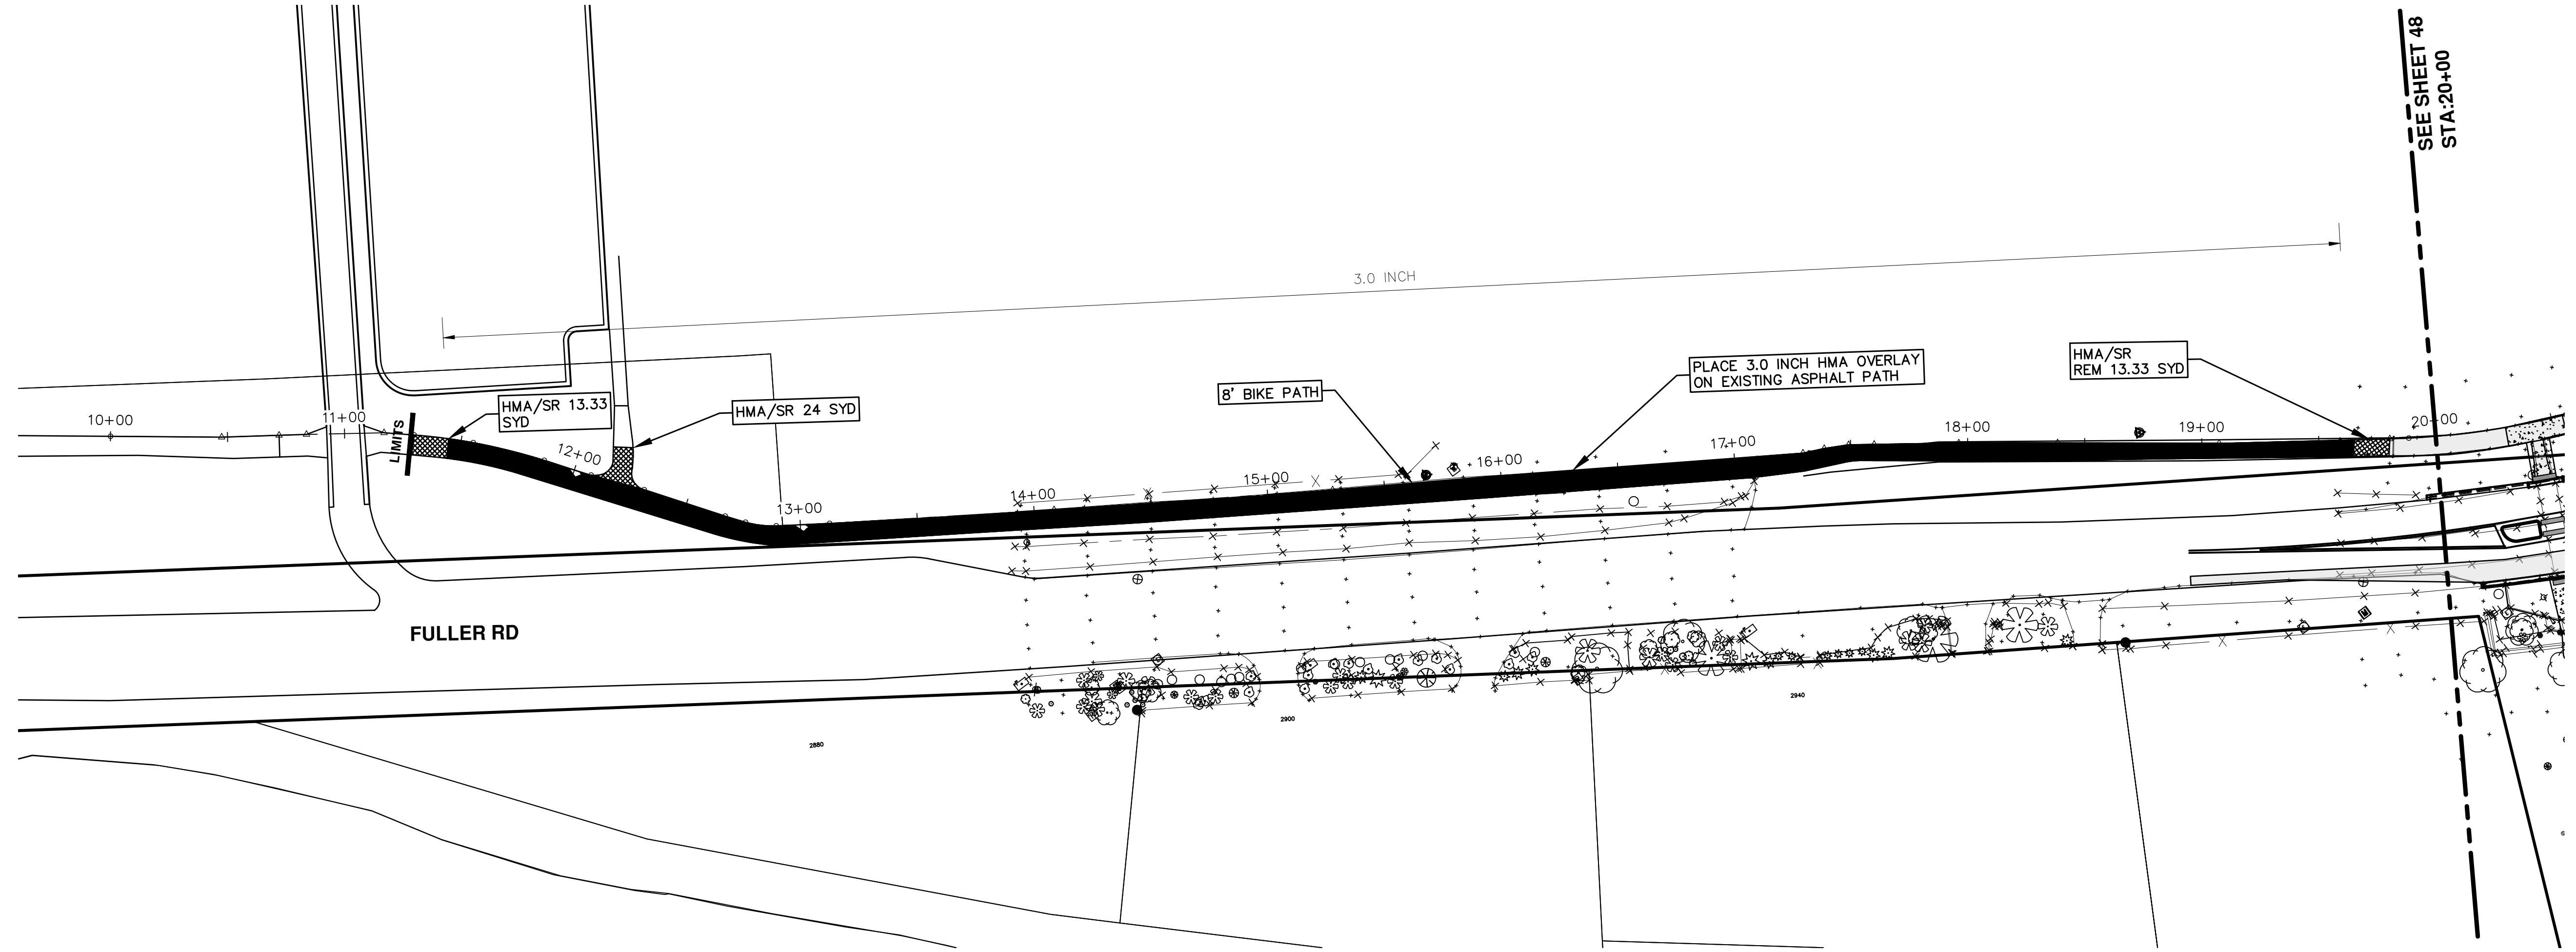 SEE SHEET 48
STA:20+00
3.0 INCH
PLACE 3.0 INCH HMA OVERLAY
ON EXISTING ASPHALT PATH
HMA/SR
REM 13.33 SYD
8' BIKE PATH
HMA/SR 13.33
SYD
HMA/SR 24 SYD
LIMITS
10+00
11+00
12+00
13+00
14+00
15+00
16+00
17+00
18+00
19+00
20+00
FULLER RD
2880
2900
2940